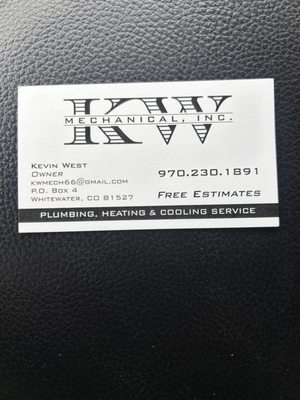 KW
MECHANICAL, INC.
KEVIN WEST
OWNER
970.230.1891
KWMECH66@GMAIL.COM
P.O. BOX 4
FREE ESTIMATES
WHITEWATER, CO 81527
PLUMBING, HEATING & COOLING SERVICE